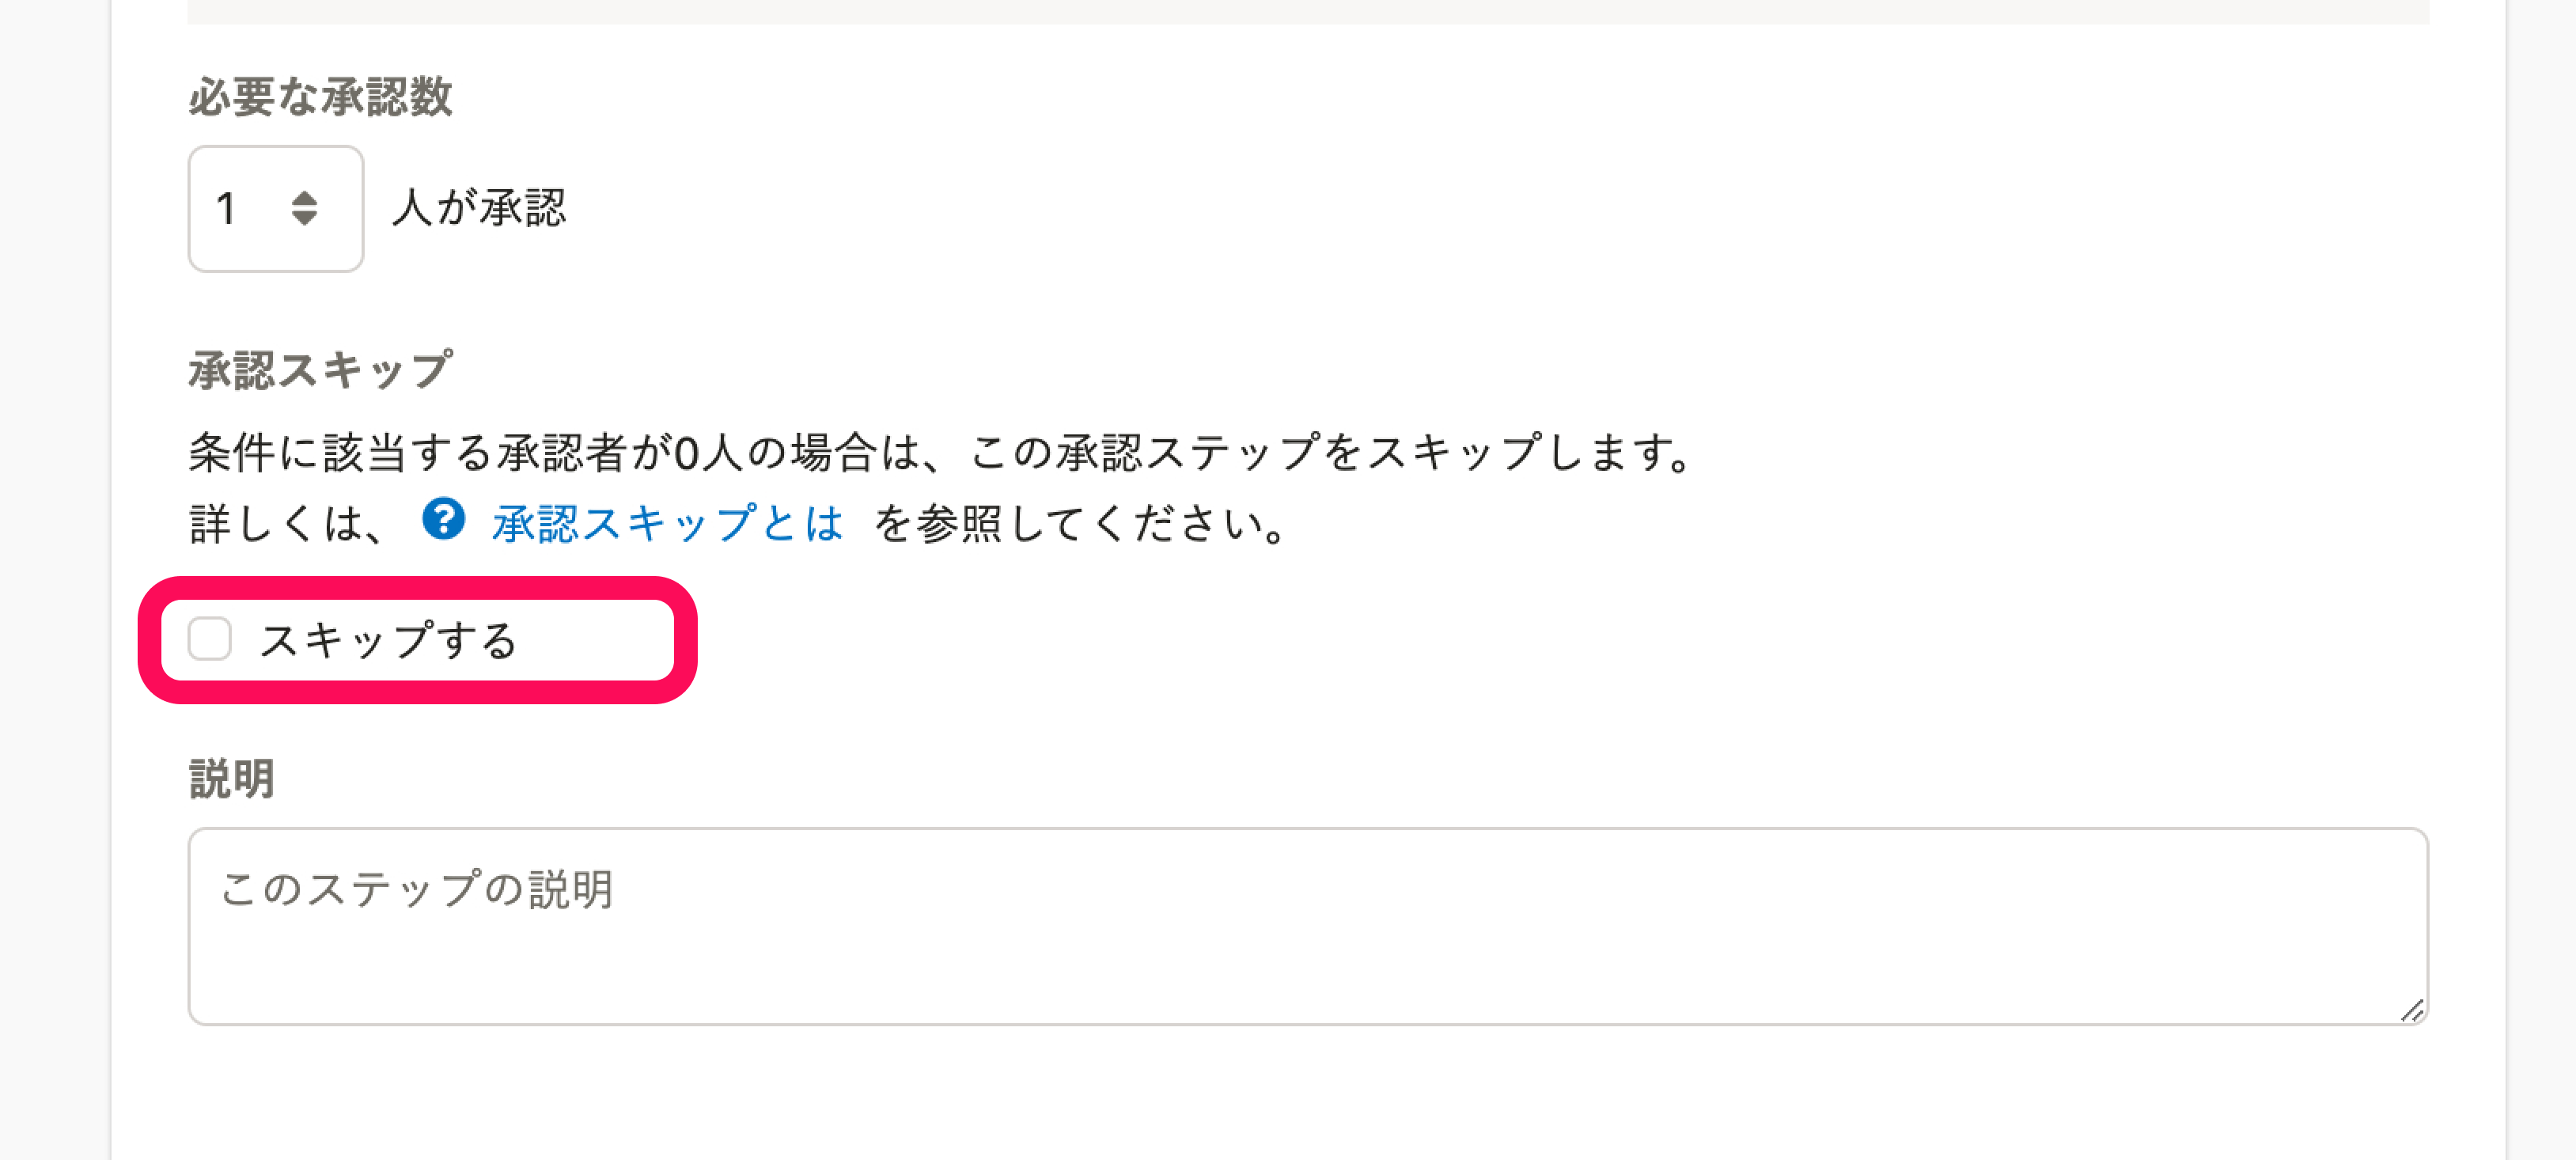 必要な承認数
1 人が承認
承認スキップ
条件に該当する承認者が0人の場合は、この承認ステップをスキップします。
詳しくは、 ? 承認スキップとは を参照してください。
スキップする
説明
このステップの説明